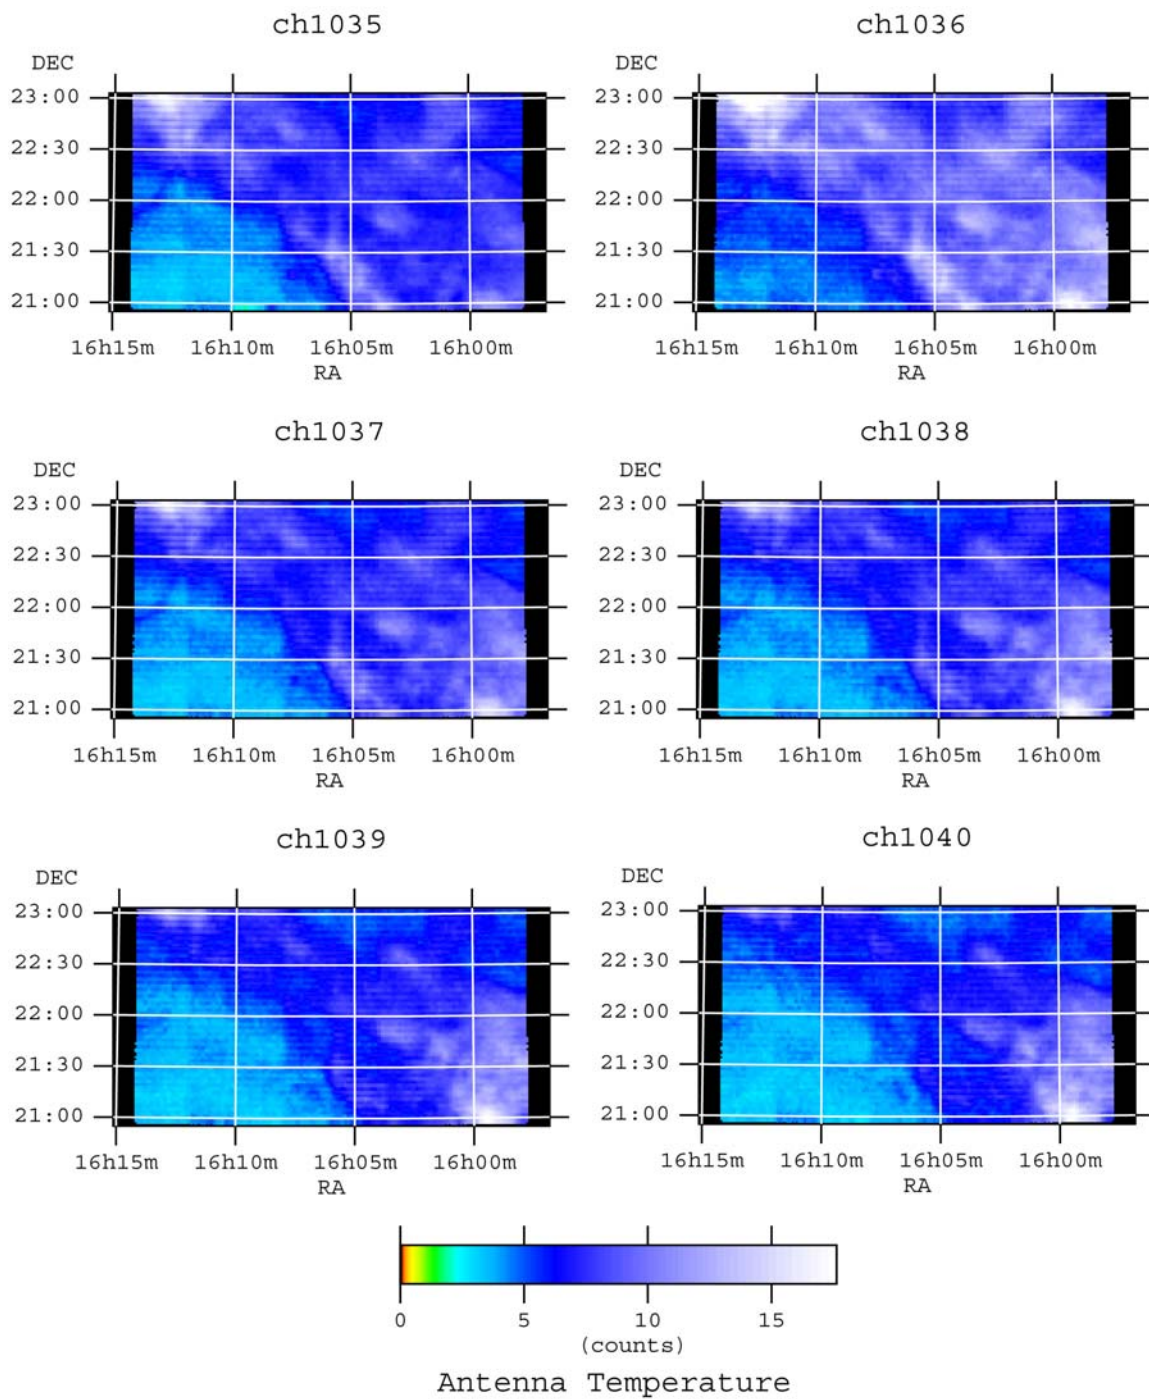 ch1035 ch1036
DEC DEC
23:00 23:00
22:30 22:30
22:00 22:00
21:30 21:30
21:00 21:00
16h15m 16h10m 16h05m 16h00m 16h15m 16h10m 16h05m 16h00m
RA RA
ch1037 ch1038
DEC DEC
23:00 23:00
22:30 22:30
22:00 22:00
21:30 21:30
21:00 21:00
16h15m 16h10m 16h05m 16h00m 16h15m 16h10m 16h05m 16h00m
RA RA
ch1039 ch1040
DEC DEC
23:00 23:00
22:30 22:30
22:00 22:00
21:30 21:30
21:00 21:00
16h15m 16h10m 16h05m 16h00m 16h15m 16h10m 16h05m 16h00m
RA RA
0 5 10 15
(counts)
Antenna Temperature